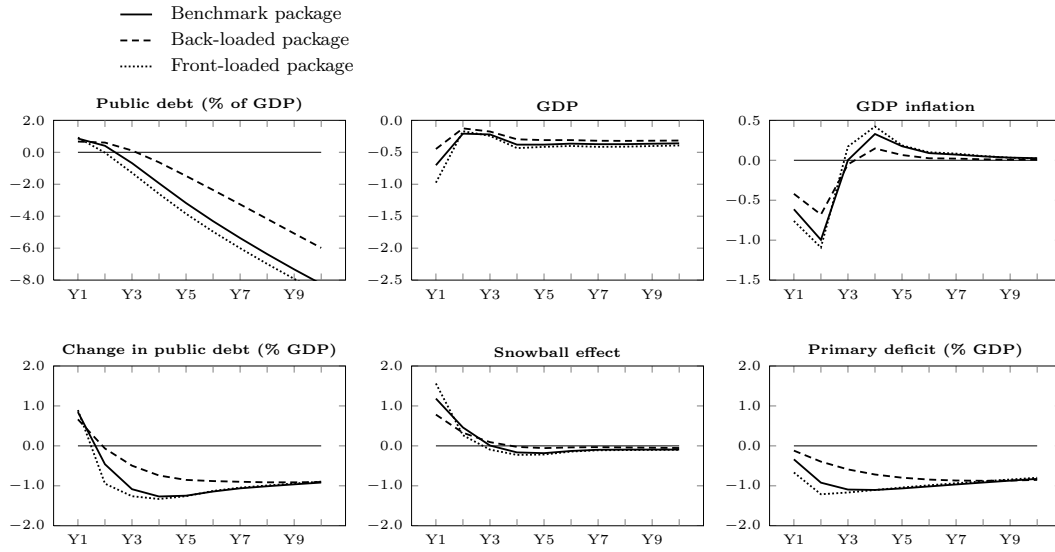 Benchmark package
Back-loaded package
Front-loaded package
Public debt (% of GDP)
2.0
0.0
−2.0
−4.0
−6.0
−8.0
Y1 Y3 Y5 Y7 Y9
GDP
0.0
−0.5
−1.0
−1.5
−2.0
−2.5
Y1 Y3 Y5 Y7 Y9
GDP inflation
0.5
0.0
−0.5
−1.0
−1.5
Y1 Y3 Y5 Y7 Y9
Change in public debt (% GDP)
2.0
1.0
0.0
−1.0
−2.0
Y1 Y3 Y5 Y7 Y9
Snowball effect
2.0
1.0
0.0
−1.0
−2.0
Y1 Y3 Y5 Y7 Y9
Primary deficit (% GDP)
2.0
1.0
0.0
−1.0
−2.0
Y1 Y3 Y5 Y7 Y9